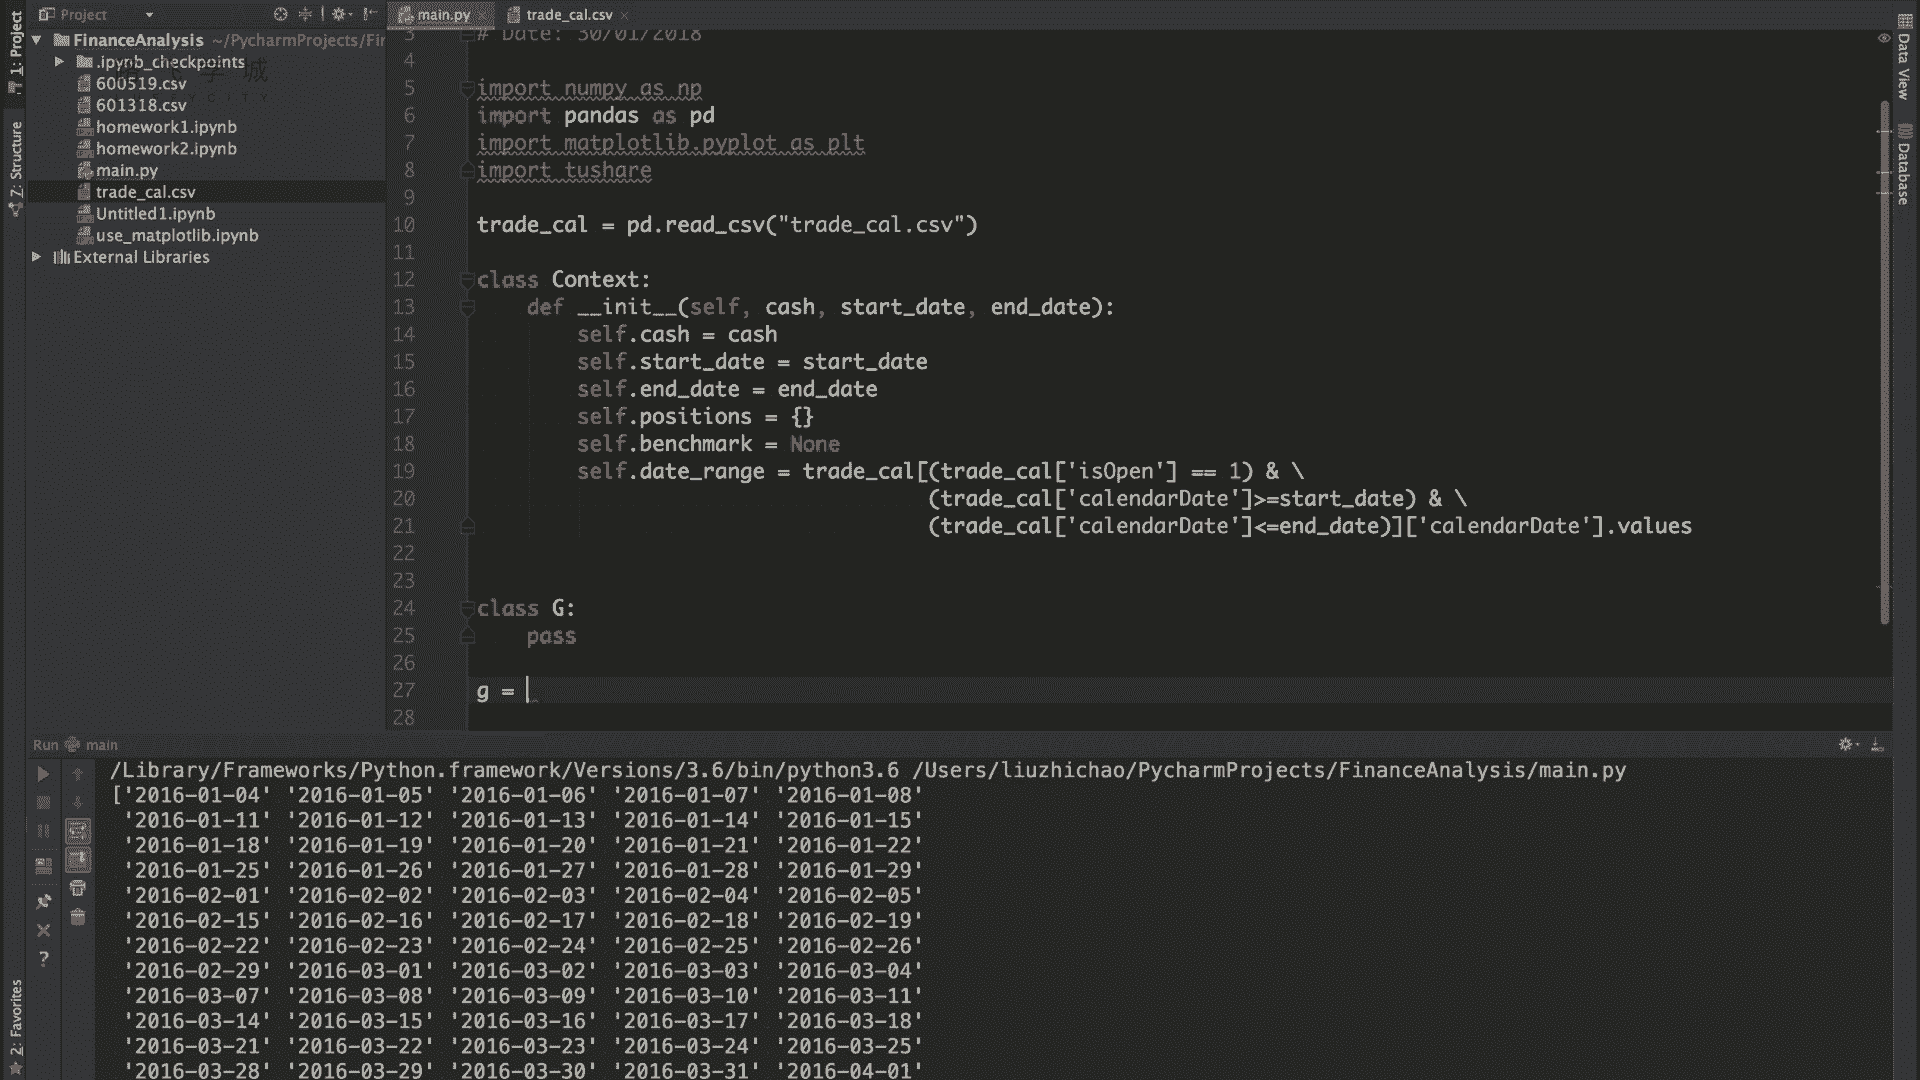 Project
main.py
trade_cal.csv
1: Project
FinanceAnalysis ~/PycharmProjects/Fin
.ipynb_checkpoints
600519.csv
601318.csv
homework1.ipynb
homework2.ipynb
main.py
trade_cal.csv
Untitled1.ipynb
use_matplotlib.ipynb
External Libraries
7: Structure
2: Favorites
Data View
Database
3 # Date: 30/01/2018
4
5 import numpy as np
6 import pandas as pd
7 import matplotlib.pyplot as plt
8 import tushare
9
10 trade_cal = pd.read_csv("trade_cal.csv")
11
12 class Context:
13 def __init__(self, cash, start_date, end_date):
14 self.cash = cash
15 self.start_date = start_date
16 self.end_date = end_date
17 self.positions = {}
18 self.benchmark = None
19 self.date_range = trade_cal[(trade_cal['isOpen'] == 1) & \
20 (trade_cal['calendarDate']>=start_date) & \
21 (trade_cal['calendarDate']<=end_date)]['calendarDate'].values
22
23
24 class G:
25 pass
26
27 g =
28
Run main
/Library/Frameworks/Python.framework/Versions/3.6/bin/python3.6 /Users/liuzhichao/PycharmProjects/FinanceAnalysis/main.py
['2016-01-04' '2016-01-05' '2016-01-06' '2016-01-07' '2016-01-08'
'2016-01-11' '2016-01-12' '2016-01-13' '2016-01-14' '2016-01-15'
'2016-01-18' '2016-01-19' '2016-01-20' '2016-01-21' '2016-01-22'
'2016-01-25' '2016-01-26' '2016-01-27' '2016-01-28' '2016-01-29'
'2016-02-01' '2016-02-02' '2016-02-03' '2016-02-04' '2016-02-05'
'2016-02-15' '2016-02-16' '2016-02-17' '2016-02-18' '2016-02-19'
'2016-02-22' '2016-02-23' '2016-02-24' '2016-02-25' '2016-02-26'
'2016-02-29' '2016-03-01' '2016-03-02' '2016-03-03' '2016-03-04'
'2016-03-07' '2016-03-08' '2016-03-09' '2016-03-10' '2016-03-11'
'2016-03-14' '2016-03-15' '2016-03-16' '2016-03-17' '2016-03-18'
'2016-03-21' '2016-03-22' '2016-03-23' '2016-03-24' '2016-03-25'
'2016-03-28' '2016-03-29' '2016-03-30' '2016-03-31' '2016-04-01'